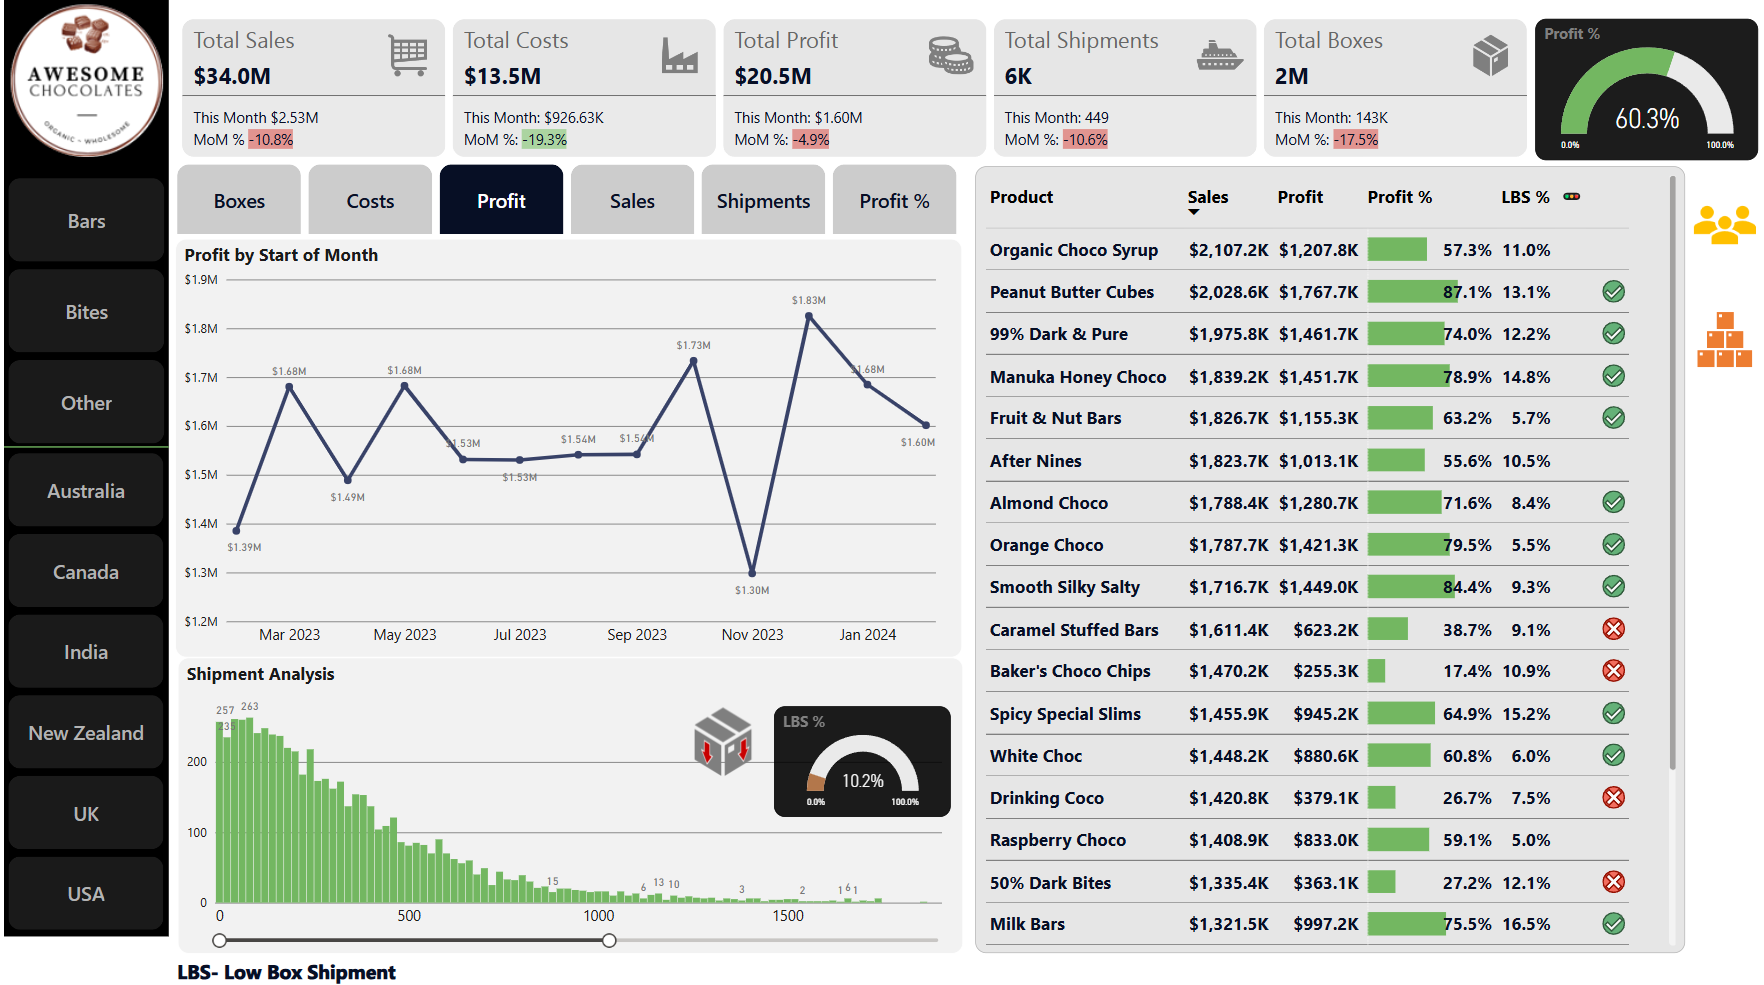 AWESOME
CHOCOLATES
ORGANIC - WHOLESOME
Bars
Bites
Other
Australia
Canada
India
New Zealand
UK
USA
Total Sales
$34.0M
This Month $2.53M
MoM % -10.8%
Total Costs
$13.5M
This Month: $926.63K
MoM %: -19.3%
Total Profit
$20.5M
This Month: $1.60M
MoM %: -4.9%
Total Shipments
6K
This Month: 449
MoM %: -10.6%
Total Boxes
2M
This Month: 143K
MoM %: -17.5%
Profit %
60.3%
0.0% 100.0%
Boxes Costs Profit Sales Shipments Profit %
Profit by Start of Month
$1.9M
$1.8M
$1.7M
$1.6M
$1.5M
$1.4M
$1.3M
$1.2M
$1.39M
$1.68M
$1.49M
$1.68M
$1.53M
$1.53M
$1.54M
$1.54M
$1.73M
$1.30M
$1.83M
$1.68M
$1.60M
Mar 2023 May 2023 Jul 2023 Sep 2023 Nov 2023 Jan 2024
Shipment Analysis
257 263
235
200
100
0
15 6 13 10 3 2 1 6 1
0 500 1000 1500
LBS %
10.2%
0.0% 100.0%
LBS- Low Box Shipment
Product Sales Profit Profit % LBS %
Organic Choco Syrup $2,107.2K $1,207.8K 57.3% 11.0%
Peanut Butter Cubes $2,028.6K $1,767.7K 87.1% 13.1%
99% Dark & Pure $1,975.8K $1,461.7K 74.0% 12.2%
Manuka Honey Choco $1,839.2K $1,451.7K 78.9% 14.8%
Fruit & Nut Bars $1,826.7K $1,155.3K 63.2% 5.7%
After Nines $1,823.7K $1,013.1K 55.6% 10.5%
Almond Choco $1,788.4K $1,280.7K 71.6% 8.4%
Orange Choco $1,787.7K $1,421.3K 79.5% 5.5%
Smooth Silky Salty $1,716.7K $1,449.0K 84.4% 9.3%
Caramel Stuffed Bars $1,611.4K $623.2K 38.7% 9.1%
Baker's Choco Chips $1,470.2K $255.3K 17.4% 10.9%
Spicy Special Slims $1,455.9K $945.2K 64.9% 15.2%
White Choc $1,448.2K $880.6K 60.8% 6.0%
Drinking Coco $1,420.8K $379.1K 26.7% 7.5%
Raspberry Choco $1,408.9K $833.0K 59.1% 5.0%
50% Dark Bites $1,335.4K $363.1K 27.2% 12.1%
Milk Bars $1,321.5K $997.2K 75.5% 16.5%